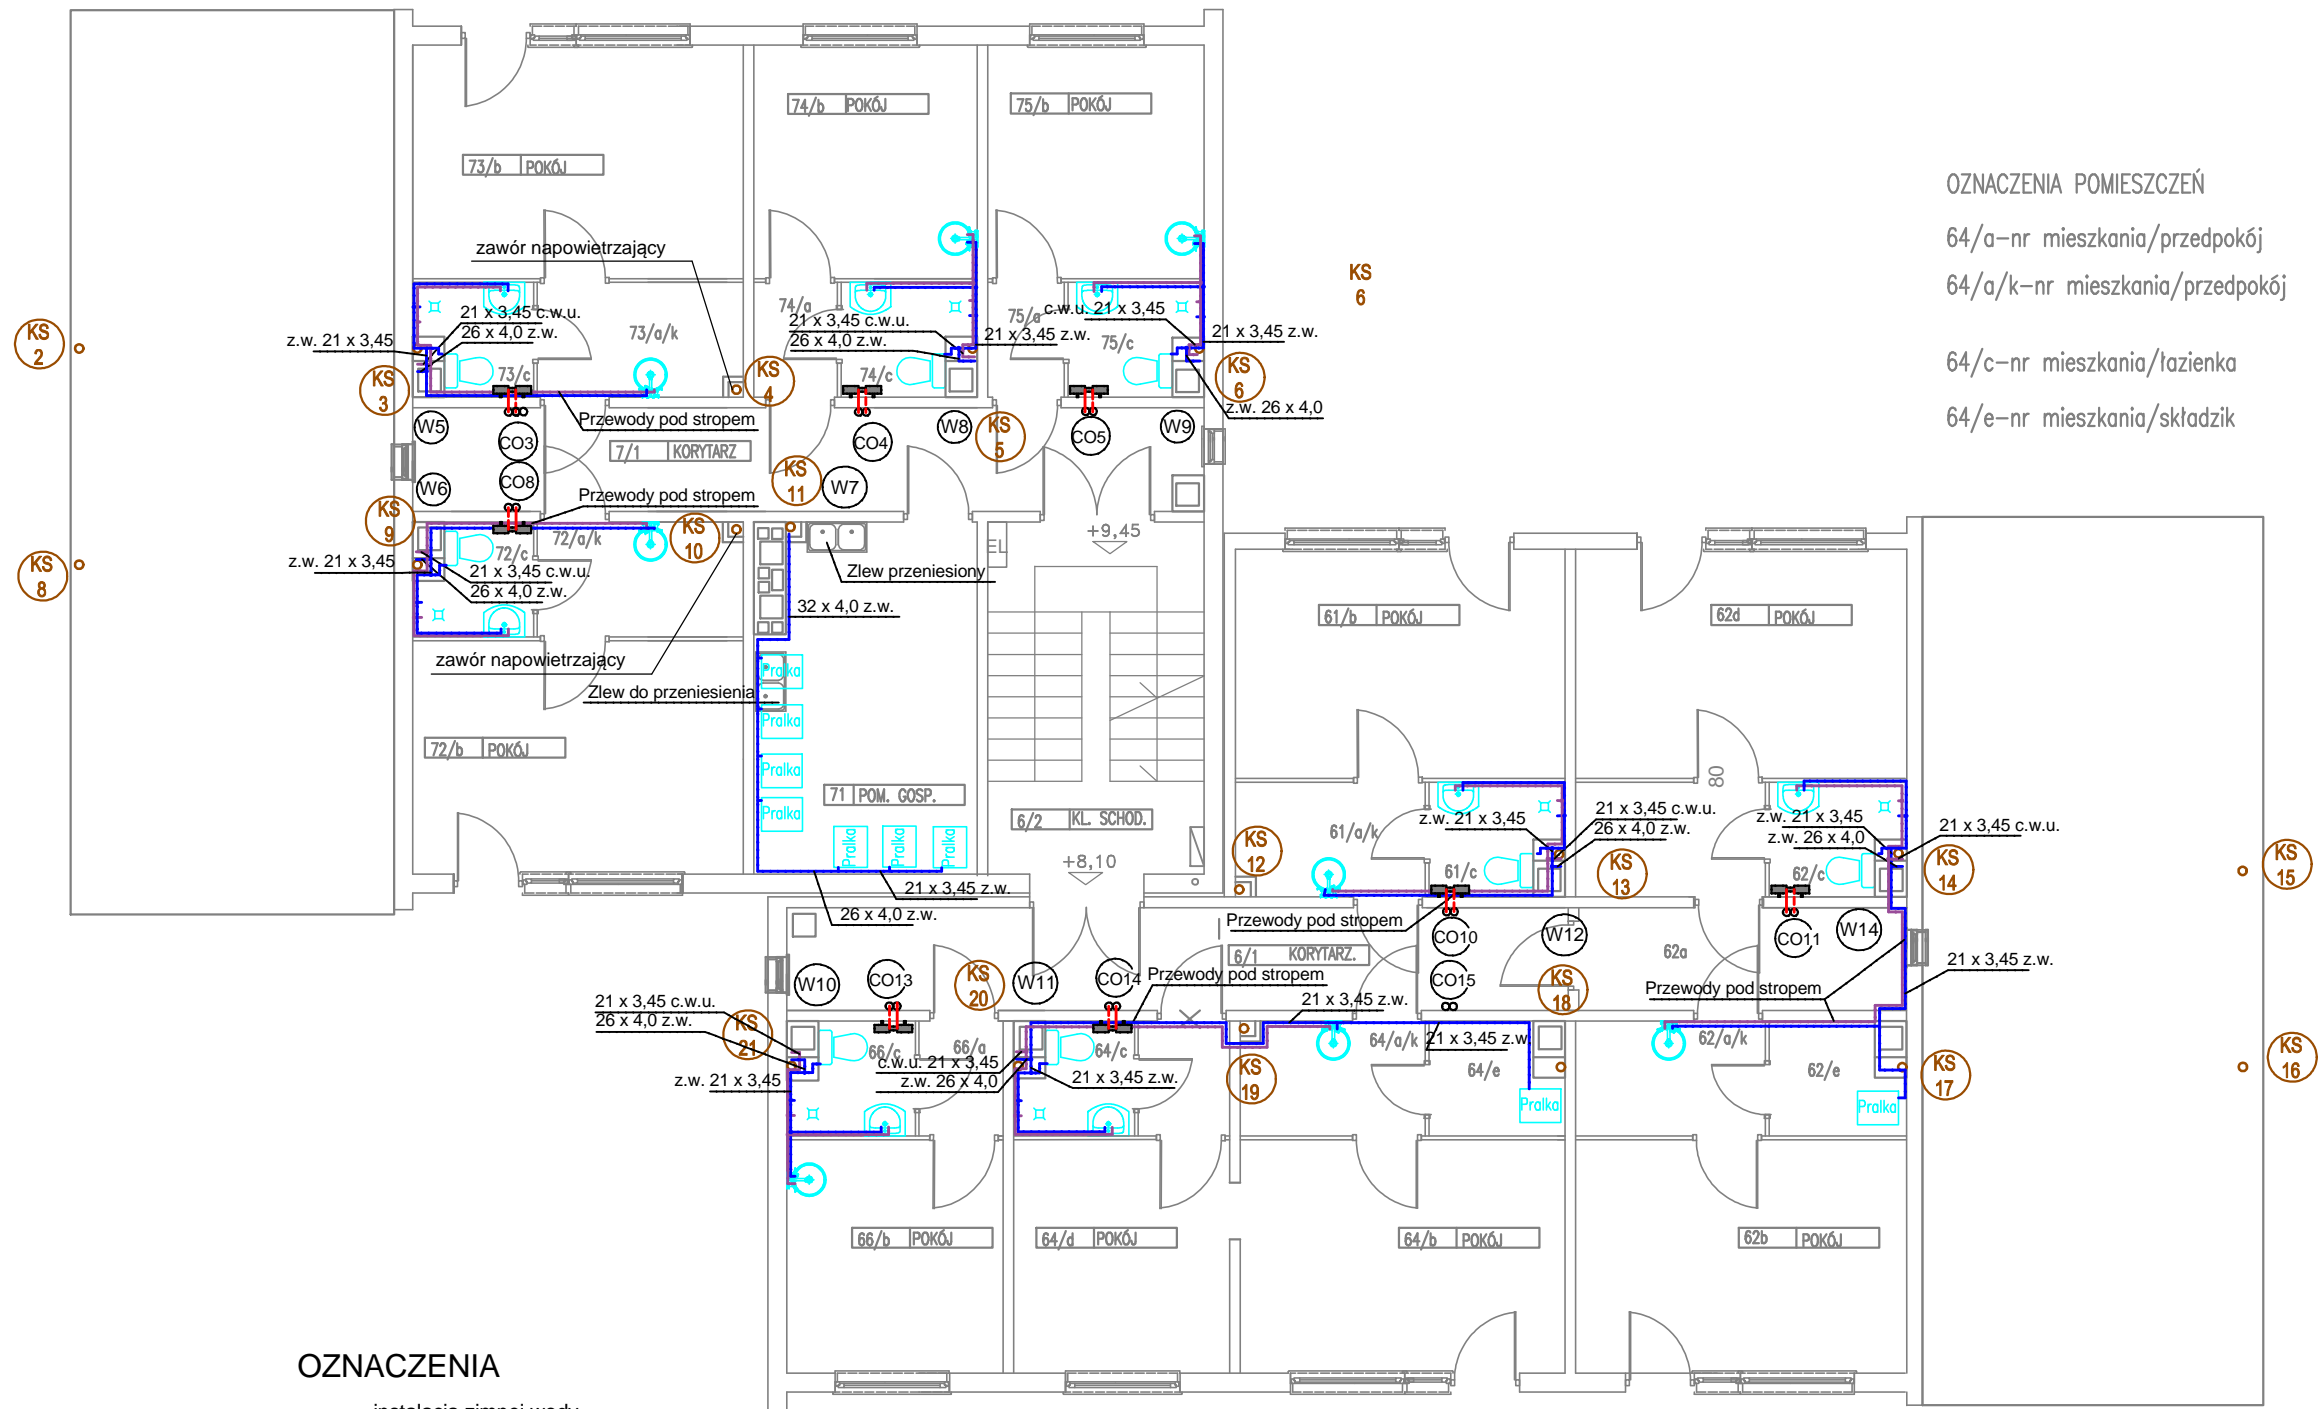 74/b POKÓJ
75/b POKÓJ
73/b POKÓJ
OZNACZENIA POMIESZCZEŃ
64/a-nr mieszkania/przedpokój
64/a/k-nr mieszkania/przedpokój
64/c-nr mieszkania/łazienka
64/e-nr mieszkania/składzik
zawór napowietrzający
KS 6
KS 2
z.w. 21 x 3,45
21 x 3,45 c.w.u.
26 x 4,0 z.w.
73/a/k
74/a
21 x 3,45 c.w.u.
26 x 4,0 z.w.
21 x 3,45 z.w.
75/a
c.w.u. 21 x 3,45
75/c
21 x 3,45 z.w.
KS 3
73/c
KS 4
74/c
KS 6
z.w. 26 x 4,0
Przewody pod stropem
W5
CO3
CO4
W8
KS 5
CO5
W9
7/1 KORYTARZ
W6
CO8
KS 11
W7
Przewody pod stropem
KS 9
KS 10
72/c
72/a/k
EL
+9,45
KS 8
z.w. 21 x 3,45
21 x 3,45 c.w.u.
26 x 4,0 z.w.
Zlew przeniesiony
32 x 4,0 z.w.
61/b POKÓJ
62d POKÓJ
zawór napowietrzający
Zlew do przeniesienia
Pralka
Pralka
Pralka
Pralka
72/b POKÓJ
71 POM. GOSP.
Pralka
Pralka
Pralka
6/2 KL. SCHOD.
+8,10
80
61/a/k
z.w. 21 x 3,45
21 x 3,45 c.w.u.
26 x 4,0 z.w.
z.w. 21 x 3,45
z.w. 26 x 4,0
21 x 3,45 c.w.u.
KS 12
61/c
KS 13
62/c
KS 14
KS 15
21 x 3,45 z.w.
26 x 4,0 z.w.
Przewody pod stropem
CO10
W12
CO11
W14
6/1 KORYTARZ.
62a
W10
CO13
KS 20
W11
CO14
Przewody pod stropem
CO15
KS 18
21 x 3,45 z.w.
Przewody pod stropem
21 x 3,45 c.w.u.
26 x 4,0 z.w.
21 x 3,45 z.w.
KS 21
66/c
66/a
64/c
64/a/k
21 x 3,45 z.w
62/a/k
KS 16
z.w. 21 x 3,45
c.w.u. 21 x 3,45
z.w. 26 x 4,0
21 x 3,45 z.w.
KS 19
64/e
62/e
KS 17
Pralka
Pralka
66/b POKÓJ
64/d POKÓJ
64/b POKÓJ
62b POKÓJ
OZNACZENIA
instalacja zimnej wody